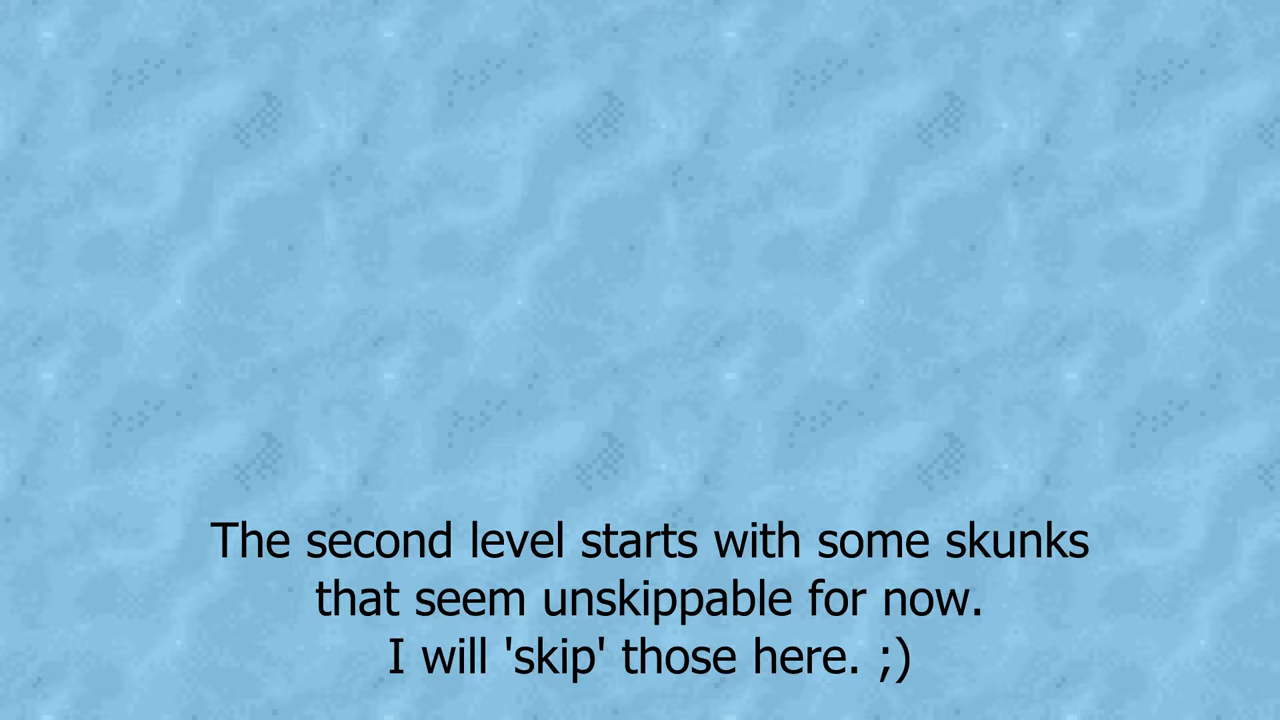 The second level starts with some skunks
that seem unskippable for now.
I will 'skip' those here. ;)